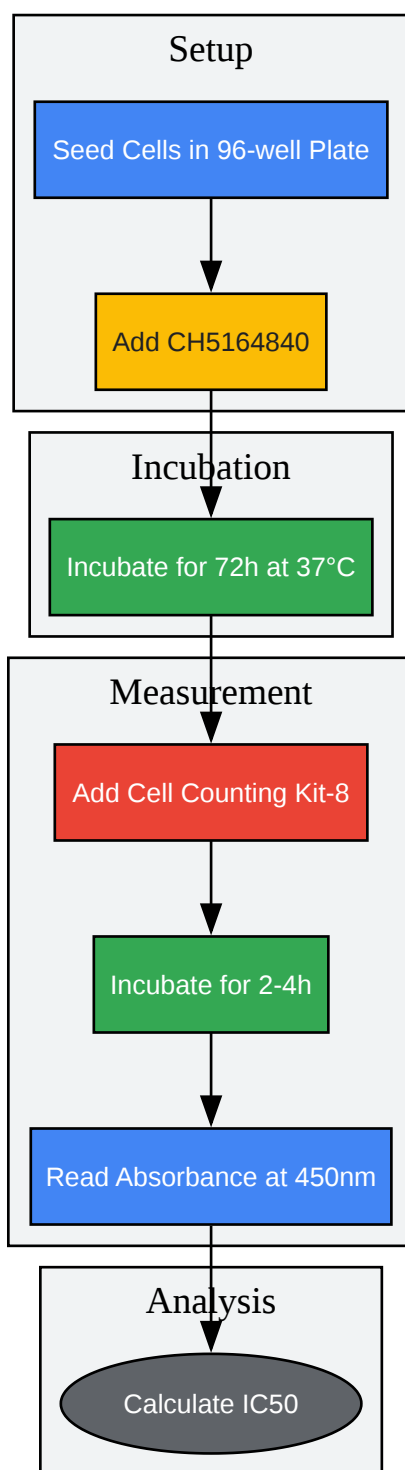 Setup
Seed Cells in 96-well Plate
Add CH5164840
Incubation
Incubate for 72h at 37°C
Measurement
Add Cell Counting Kit-8
Incubate for 2-4h
Read Absorbance at 450nm
Analysis
Calculate IC50